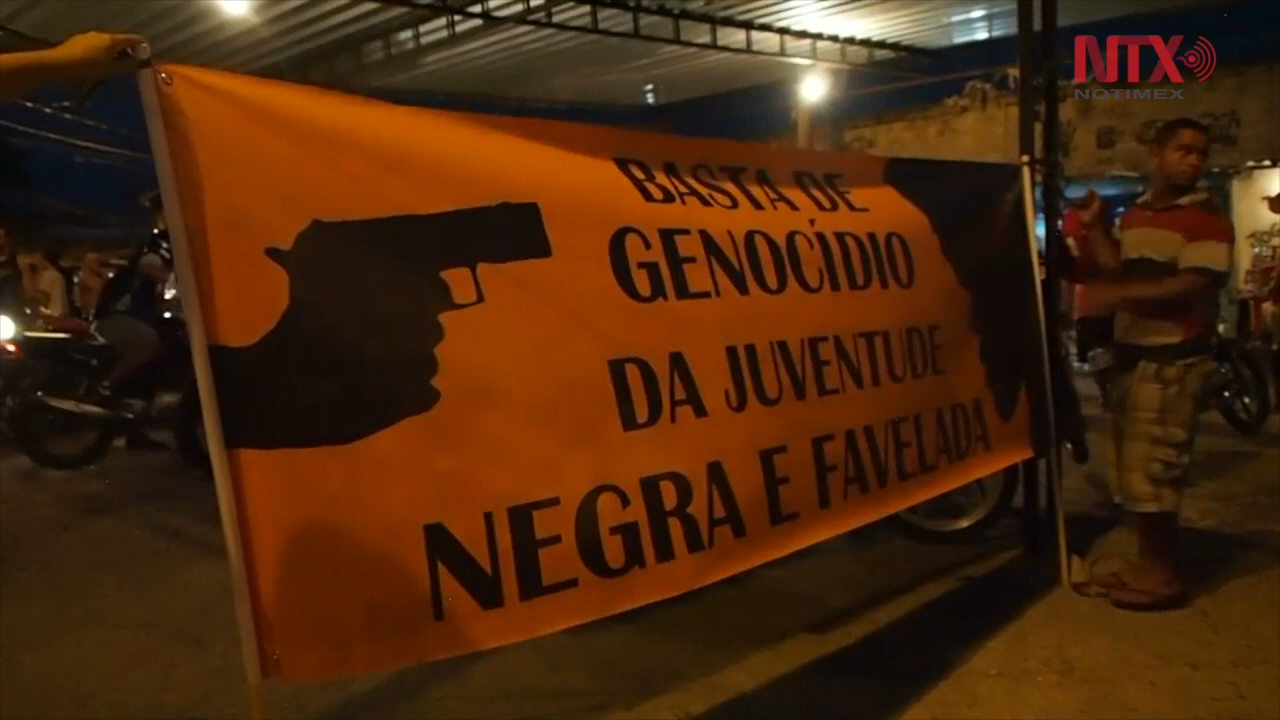 NTX
NOTIMEX
BASTA DE
GENOCÍDIO
DA JUVENTUDE
NEGRA E FAVELADA